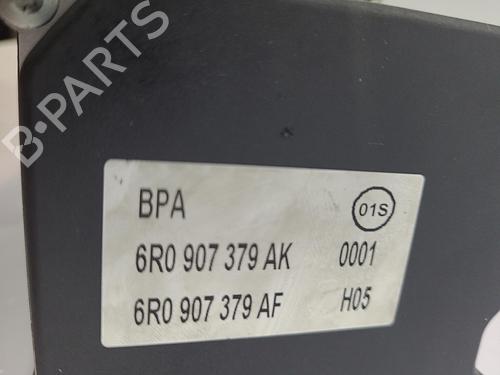 B-PARTS
BPA 01S
6R0 907 379 AK 0001
6R0 907 379 AF H05